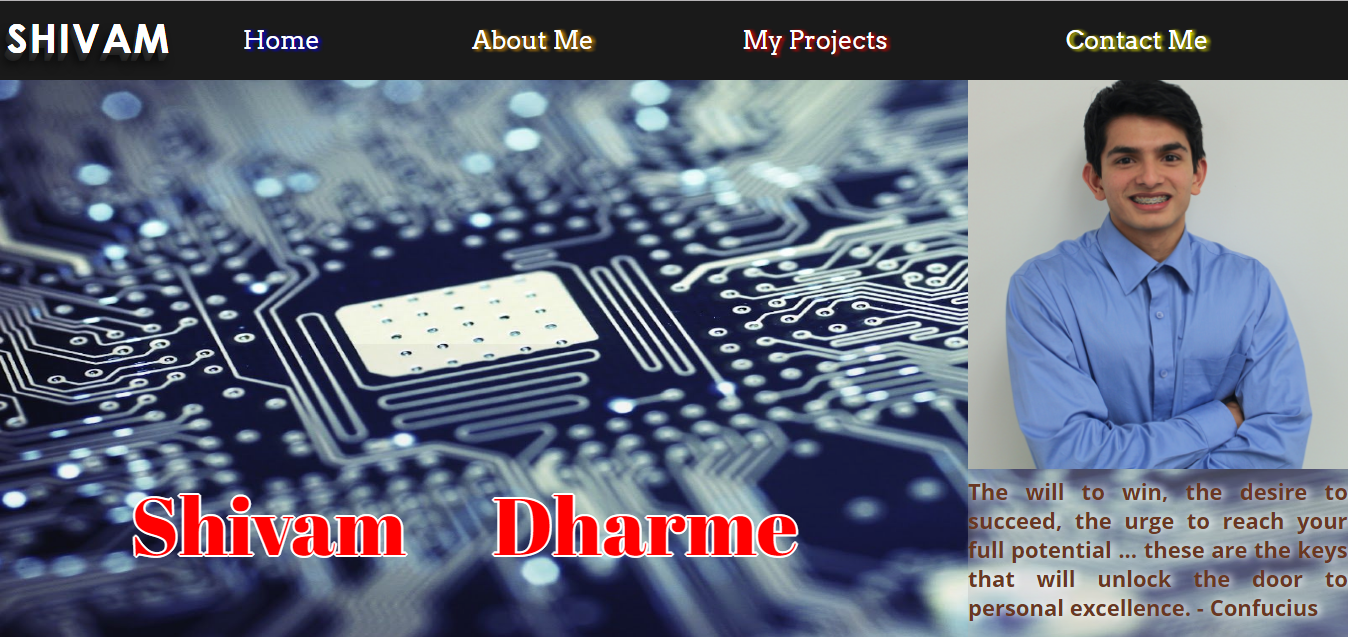 SHIVAM Home About Me My Projects Contact Me
Shivam Dharme
The will to win, the desire to
succeed, the urge to reach your
full potential ... these are the keys
that will unlock the door to
personal excellence. - Confucius